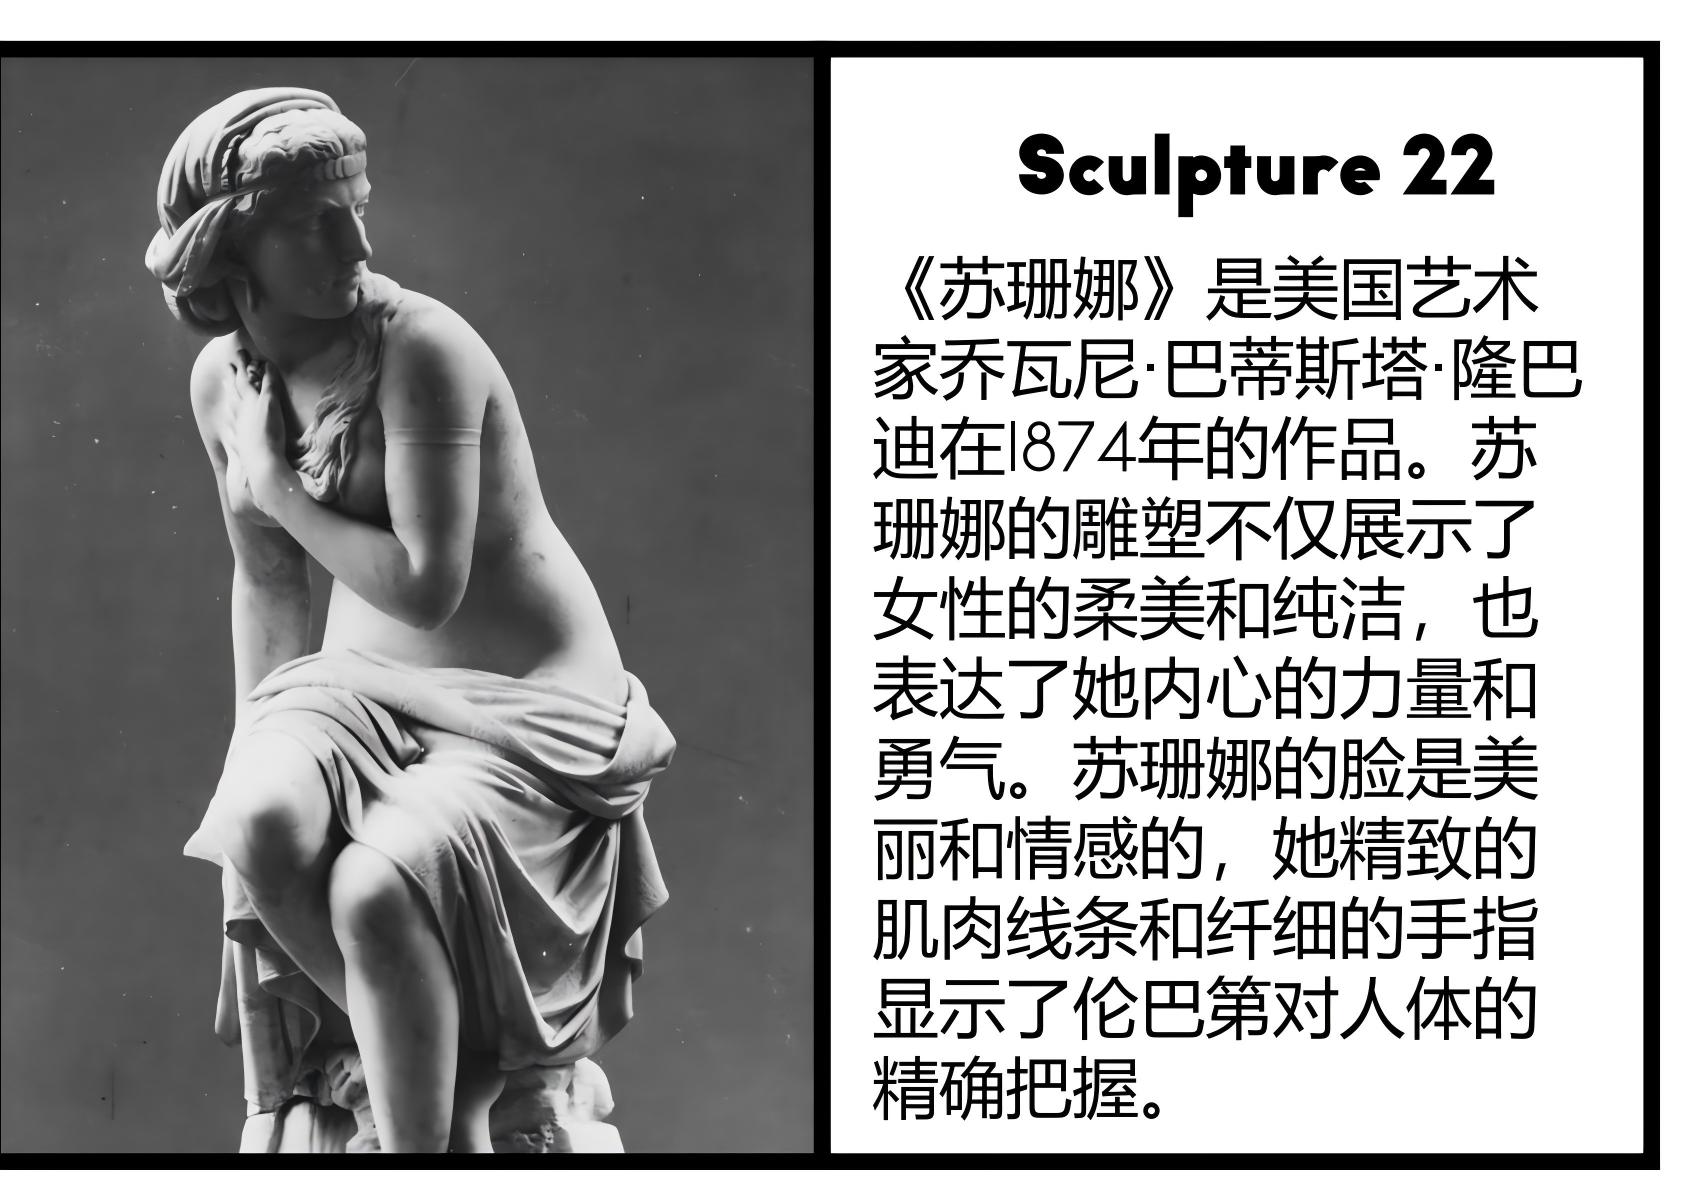 Sculpture 22
《苏珊娜》是美国艺术
家乔瓦尼·巴蒂斯塔·隆巴
迪在1874年的作品。苏
珊娜的雕塑不仅展示了
女性的柔美和纯洁，也
表达了她内心的力量和
勇气。苏珊娜的脸是美
丽和情感的，她精致的
肌肉线条和纤细的手指
显示了伦巴第对人体的
精确把握。